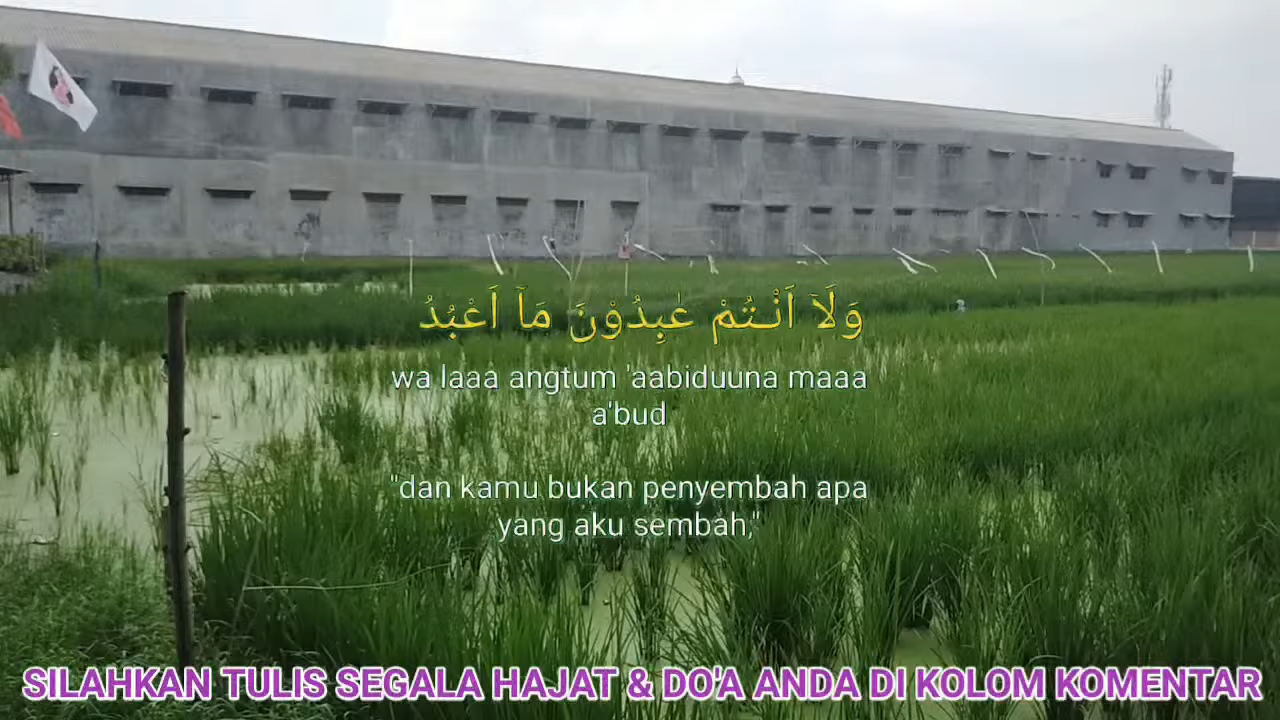 وَلَآ اَنْـتُمْ عٰبِدُوْنَ مَآ اَعْبُدُ
wa laaa angtum 'aabiduuna maaa
a'bud
"dan kamu bukan penyembah apa
yang aku sembah,"
SILAHKAN TULIS SEGALA HAJAT & DO'A ANDA DI KOLOM KOMENTAR